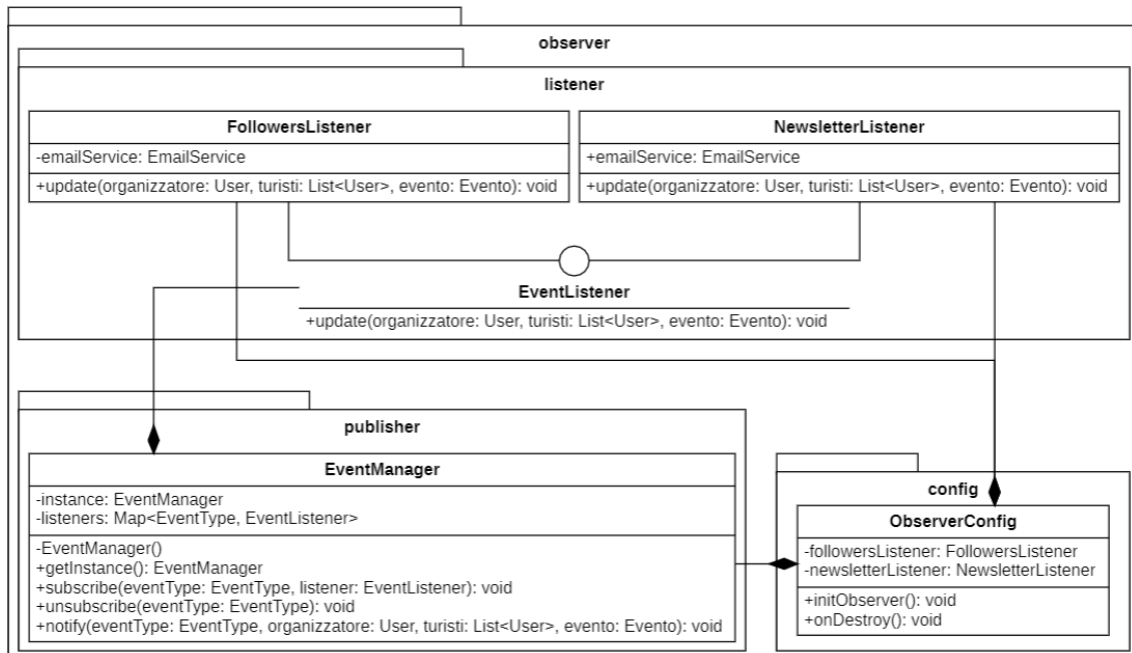 observer
listener
FollowersListener
-emailService: EmailService
+update(organizzatore: User, turisti: List<User>, evento: Evento): void
NewsletterListener
+emailService: EmailService
+update(organizzatore: User, turisti: List<User>, evento: Evento): void
EventListener
+update(organizzatore: User, turisti: List<User>, evento: Evento): void
publisher
EventManager
-instance: EventManager
-listeners: Map<EventType, EventListener>
-EventManager()
+getInstance(): EventManager
+subscribe(eventType: EventType, listener: EventListener): void
+unsubscribe(eventType: EventType): void
+notify(eventType: EventType, organizzatore: User, turisti: List<User>, evento: Evento): void
config
ObserverConfig
-followersListener: FollowersListener
-newsletterListener: NewsletterListener
+initObserver(): void
+onDestroy(): void